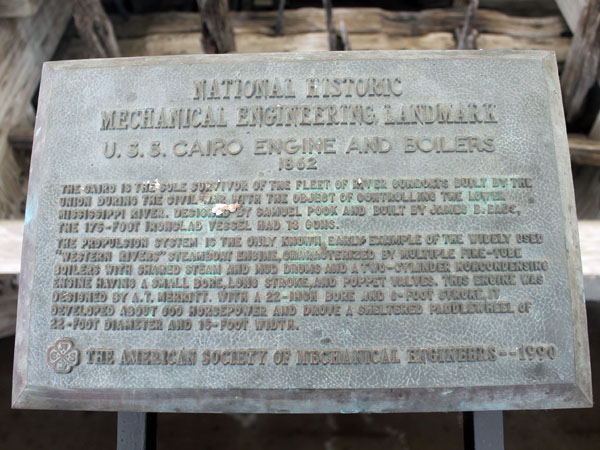 NATIONAL HISTORIC
MECHANICAL ENGINEERING LANDMARK
U.S.S. CAIRO ENGINE AND BOILERS
1862
THE CAIRO IS THE SOLE SURVIVOR OF THE FLEET OF RIVER GUNBOATS BUILT BY THE
UNION DURING THE CIVIL WAR WITH THE OBJECT OF CONTROLLING THE LOWER
MISSISSIPPI RIVER. DESIGNED BY SAMUEL POOK AND BUILT BY JAMES B. EADS,
THE 175-FOOT IRONCLAD VESSEL HAD 13 GUNS.
THE PROPULSION SYSTEM IS THE ONLY KNOWN EARLY EXAMPLE OF THE WIDELY USED
"WESTERN RIVERS" STEAMBOAT ENGINE, CHARACTERIZED BY MULTIPLE FIRE-TUBE
BOILERS WITH SHARED STEAM AND MUD DRUMS AND A TWO-CYLINDER NONCONDENSING
ENGINE HAVING A SMALL BORE, LONG STROKE, AND POPPET VALVES. THIS ENGINE WAS
DESIGNED BY A.T. MERRITT. WITH A 22-INCH BORE AND 6-FOOT STROKE, IT
DEVELOPED ABOUT 600 HORSEPOWER AND DROVE A SHELTERED PADDLEWHEEL OF
22-FOOT DIAMETER AND 15-FOOT WIDTH.
THE AMERICAN SOCIETY OF MECHANICAL ENGINEERS--1990